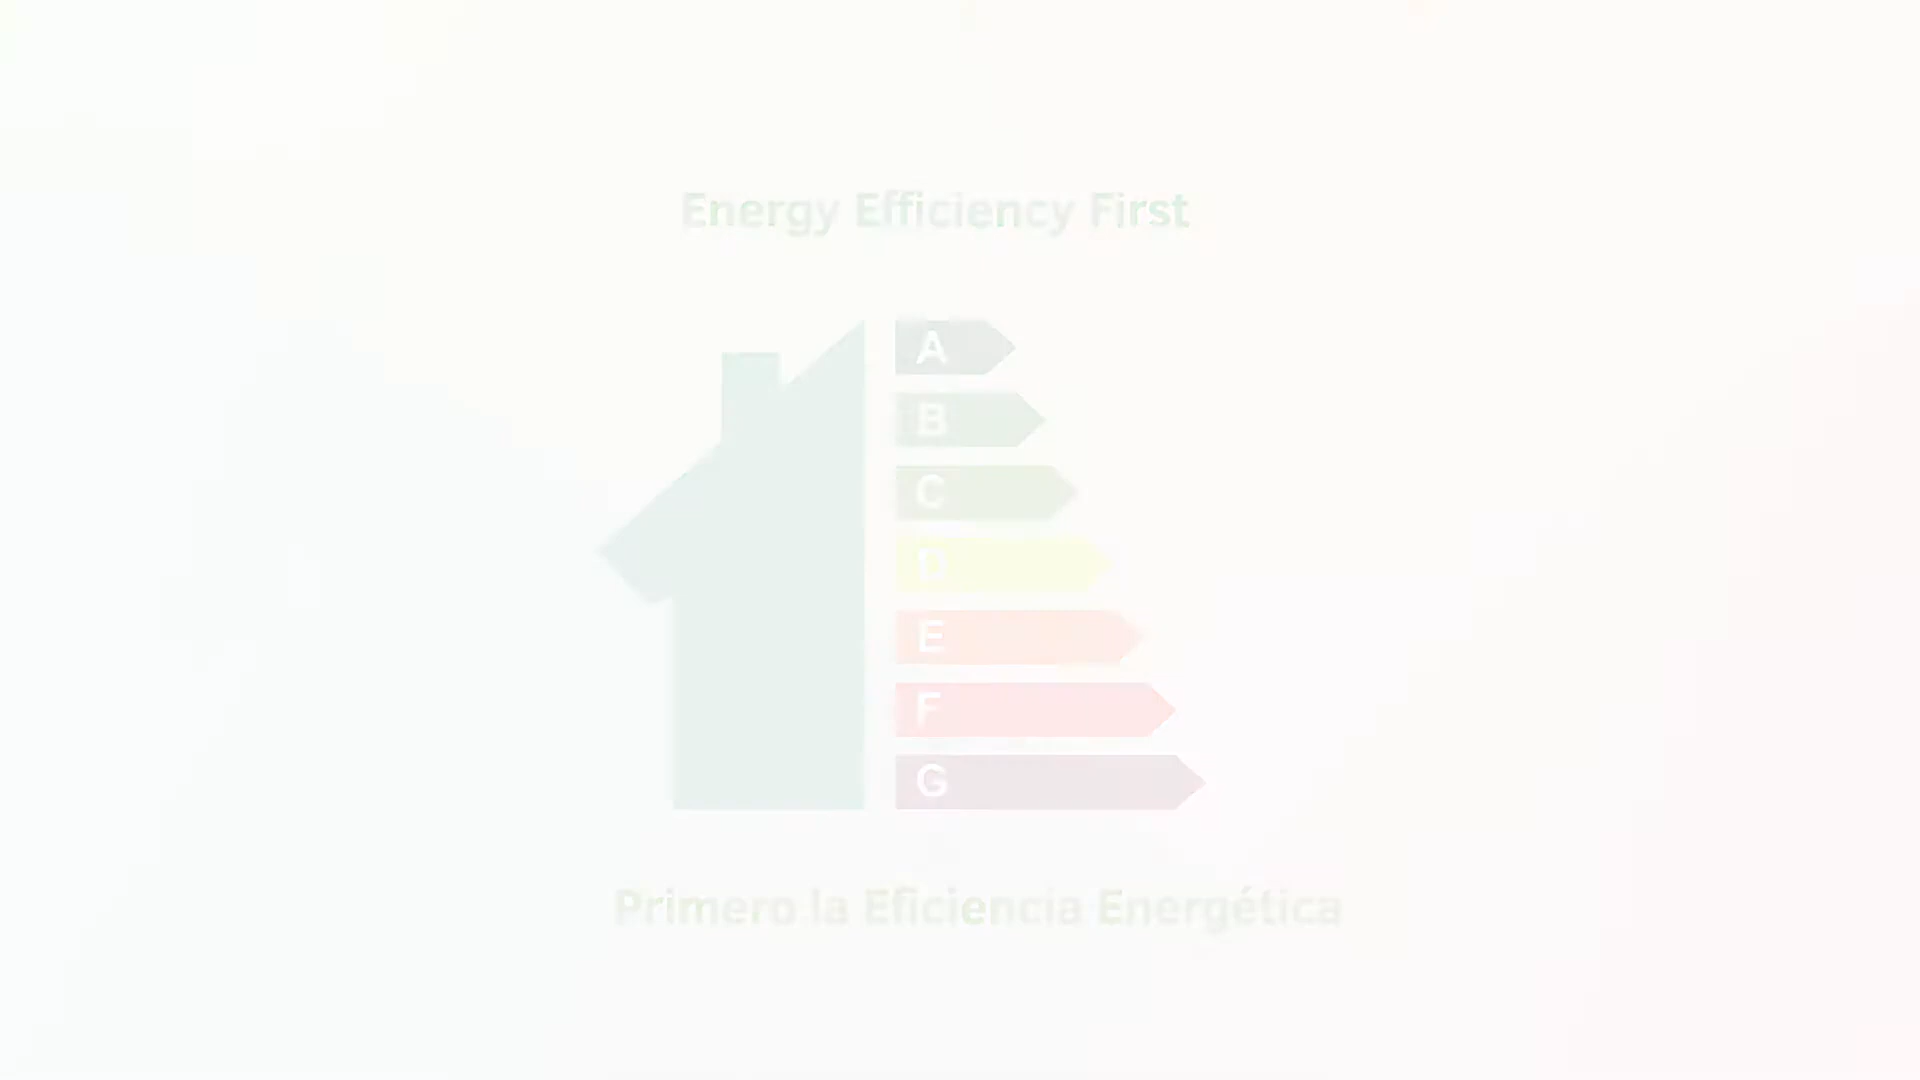 Energy Efficiency First
A
B
C
D
E
F
G
Primero la Eficiencia Energética